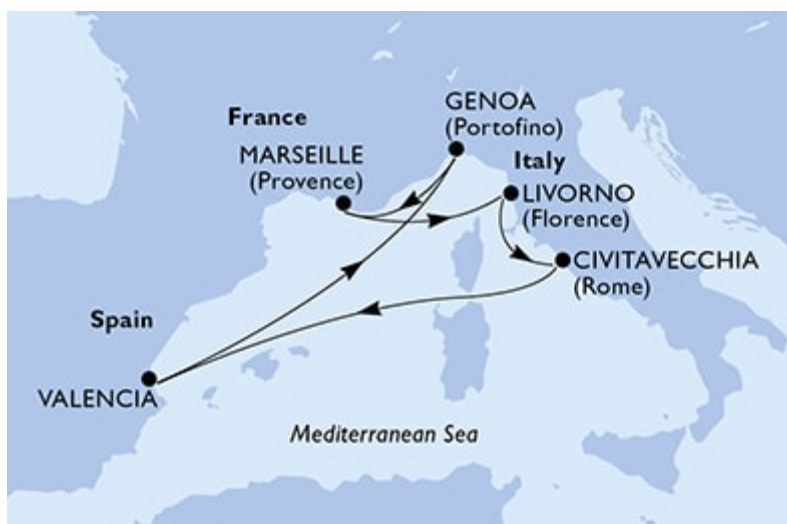 GENOA
(Portofino)
France
MARSEILLE
(Provence)
Italy
LIVORNO
(Florence)
CIVITAVECCHIA
(Rome)
Spain
VALENCIA
Mediterranean Sea